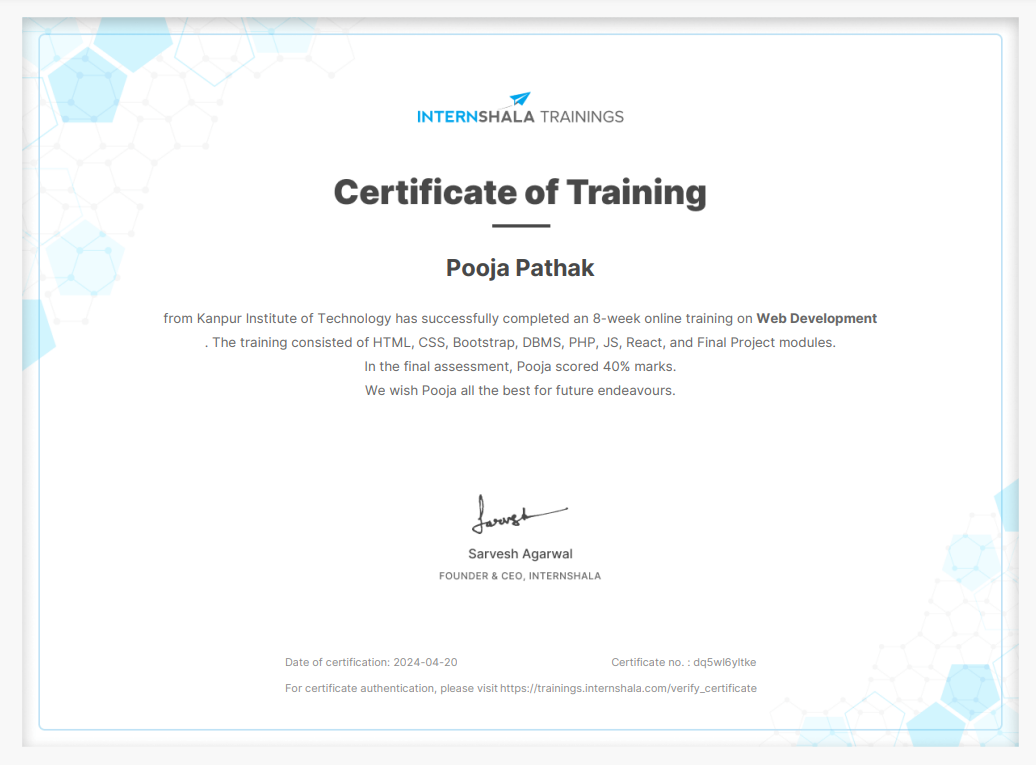 INTERNSHALA TRAININGS
Certificate of Training
Pooja Pathak
from Kanpur Institute of Technology has successfully completed an 8-week online training on Web Development
. The training consisted of HTML, CSS, Bootstrap, DBMS, PHP, JS, React, and Final Project modules.
In the final assessment, Pooja scored 40% marks.
We wish Pooja all the best for future endeavours.
Sarvesh
Sarvesh Agarwal
FOUNDER & CEO, INTERNSHALA
Date of certification: 2024-04-20 Certificate no. : dq5wl6yltke
For certificate authentication, please visit https://trainings.internshala.com/verify_certificate